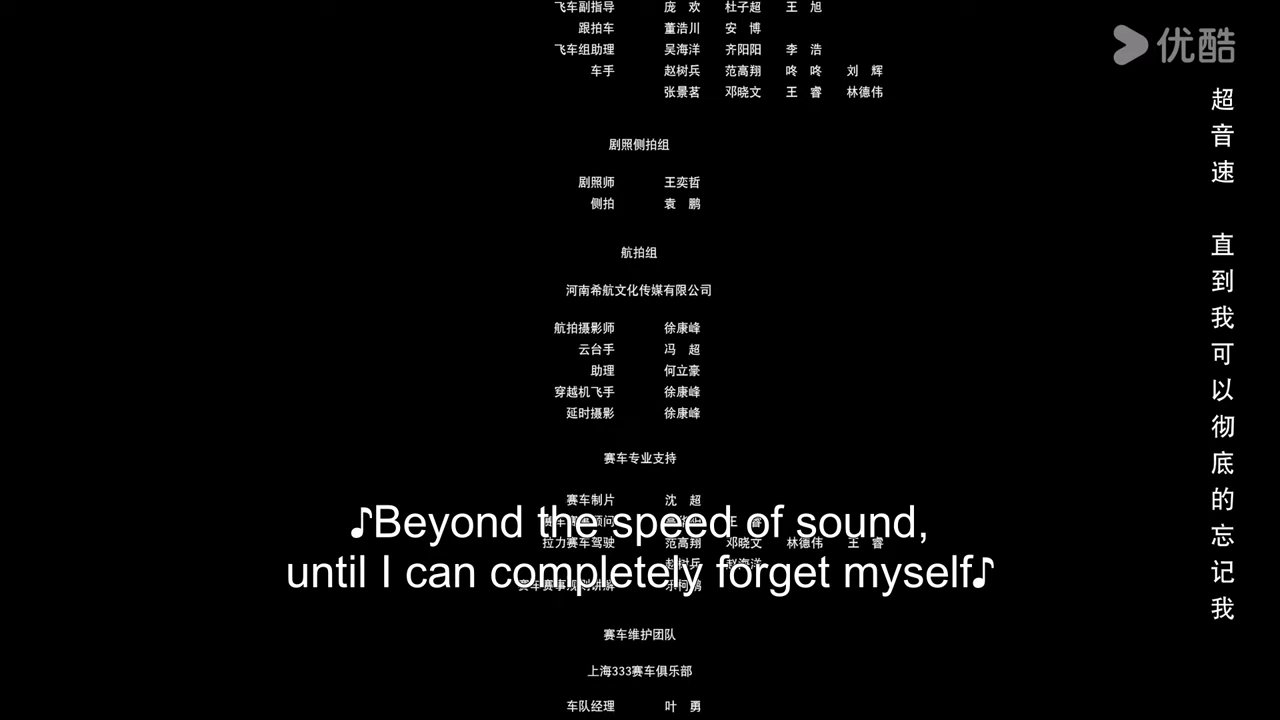 飞车副指导 庞 欢 杜子超 王 旭
跟拍车 董浩川 安 博
飞车组助理 吴海洋 齐阳阳 李 浩
车手 赵树兵 范高翔 咚 咚 刘 辉
张景茗 邓晓文 王 睿 林德伟
剧照侧拍组
剧照师 王奕哲
侧拍 袁 鹏
航拍组
河南希航文化传媒有限公司
航拍摄影师 徐康峰
云台手 冯 超
助理 何立豪
穿越机飞手 徐康峰
延时摄影 徐康峰
赛车专业支持
赛车制片 沈 超
王 睿
拉力赛车驾驶 范高翔 邓晓文 林德伟 王 睿
赛车维护团队
上海333赛车俱乐部
车队经理 叶 勇
♪Beyond the speed of sound,
until I can completely forget myself♪
优酷
超音速 直到我可以彻底的忘记我